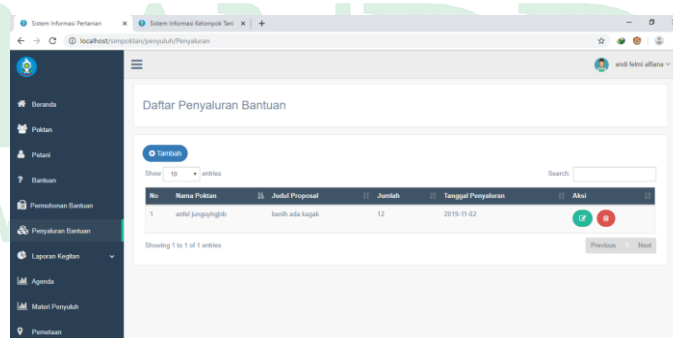 Sistem Informasi Pertanian
Sistem Informasi Kelompok Tani
localhost/simpoktan/penyuluh/Penyaluran
andi felmi alfiana
Beranda
Poktan
Petani
Bantuan
Permohonan Bantuan
Penyaluran Bantuan
Laporan Kegitan
Agenda
Materi Penyuluh
Pemetaan
Daftar Penyaluran Bantuan
Tambah
Show 10 entries
Search:
No Nama Poktan Judul Proposal Jumlah Tanggal Penyaluran Aksi
1 benih ada kagak 12 2019-11-02
Showing 1 to 1 of 1 entries
Previous 1 Next